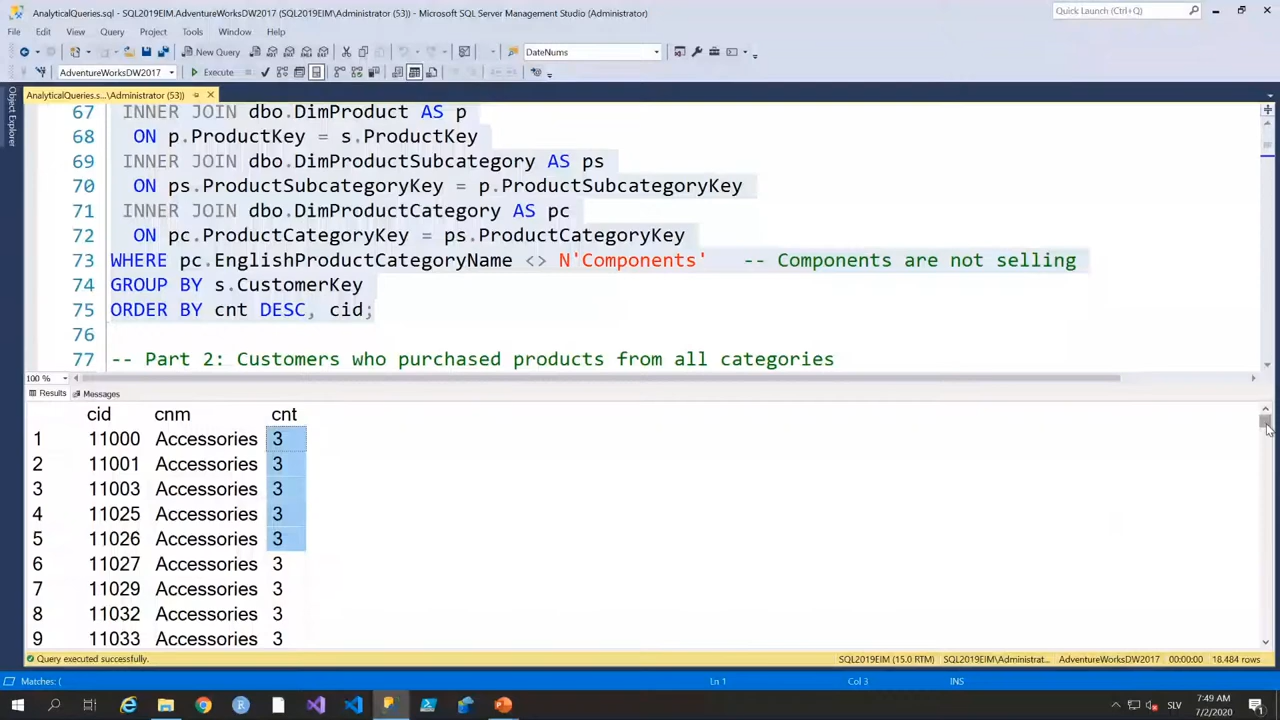 AnalyticalQueries.sql - SQL2019EIM.AdventureWorksDW2017 (SQL2019EIM\Administrator (53)) - Microsoft SQL Server Management Studio (Administrator)
Quick Launch (Ctrl+Q)
File Edit View Query Project Tools Window Help
New Query
DateNums
AdventureWorksDW2017
Execute
AnalyticalQueries.s...\Administrator (53))
Object Explorer
67 INNER JOIN dbo.DimProduct AS p
68 ON p.ProductKey = s.ProductKey
69 INNER JOIN dbo.DimProductSubcategory AS ps
70 ON ps.ProductSubcategoryKey = p.ProductSubcategoryKey
71 INNER JOIN dbo.DimProductCategory AS pc
72 ON pc.ProductCategoryKey = ps.ProductCategoryKey
73 WHERE pc.EnglishProductCategoryName <> N'Components' -- Components are not selling
74 GROUP BY s.CustomerKey
75 ORDER BY cnt DESC, cid;
76
77 -- Part 2: Customers who purchased products from all categories
100 %
Results Messages
cid cnm cnt
1 11000 Accessories 3
2 11001 Accessories 3
3 11003 Accessories 3
4 11025 Accessories 3
5 11026 Accessories 3
6 11027 Accessories 3
7 11029 Accessories 3
8 11032 Accessories 3
9 11033 Accessories 3
Query executed successfully. SQL2019EIM (15.0 RTM) SQL2019EIM\Administrat... AdventureWorksDW2017 00:00:00 18.484 rows
Matches: ( Ln 1 Col 3 INS
SLV
7:49 AM
7/2/2020
1